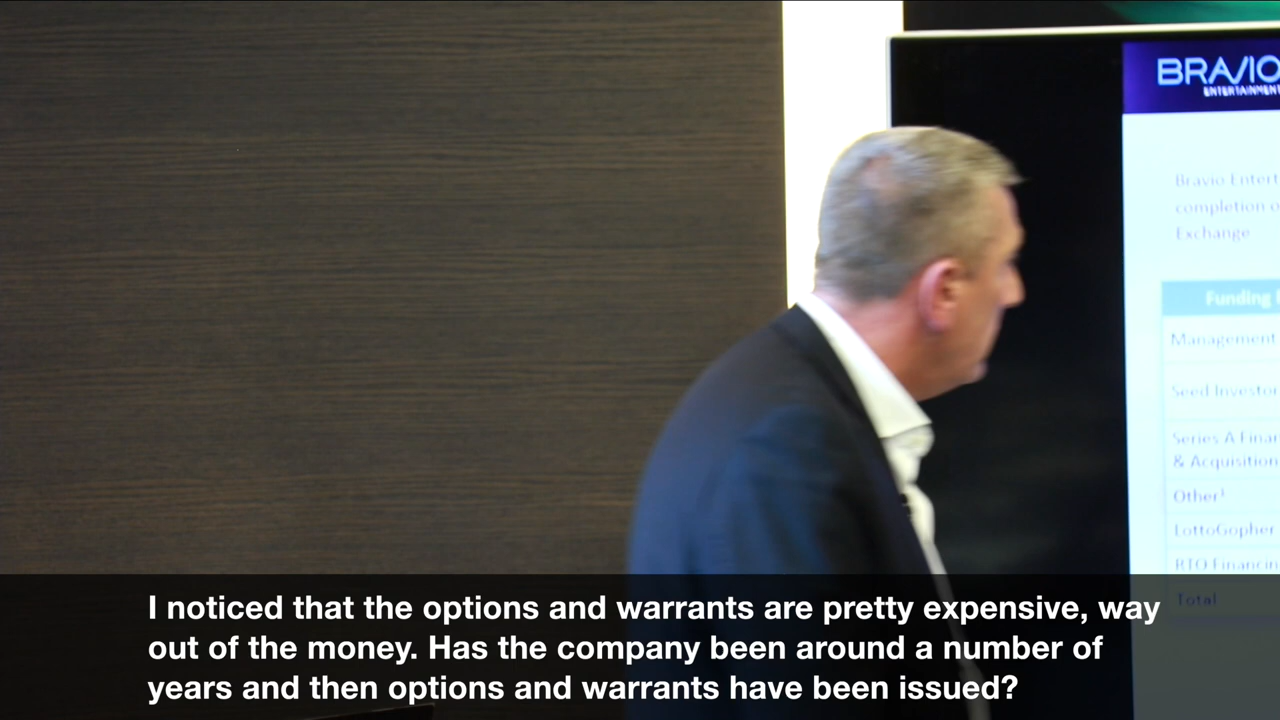 BRAVIO
ENTERTAINMENT
Bravio Entert
completion o
Exchange
Funding
Management
Seed Investor
Series A Finan
& Acquisition
Other¹
LottoGopher
RTO Financin
Total
I noticed that the options and warrants are pretty expensive, way
out of the money. Has the company been around a number of
years and then options and warrants have been issued?